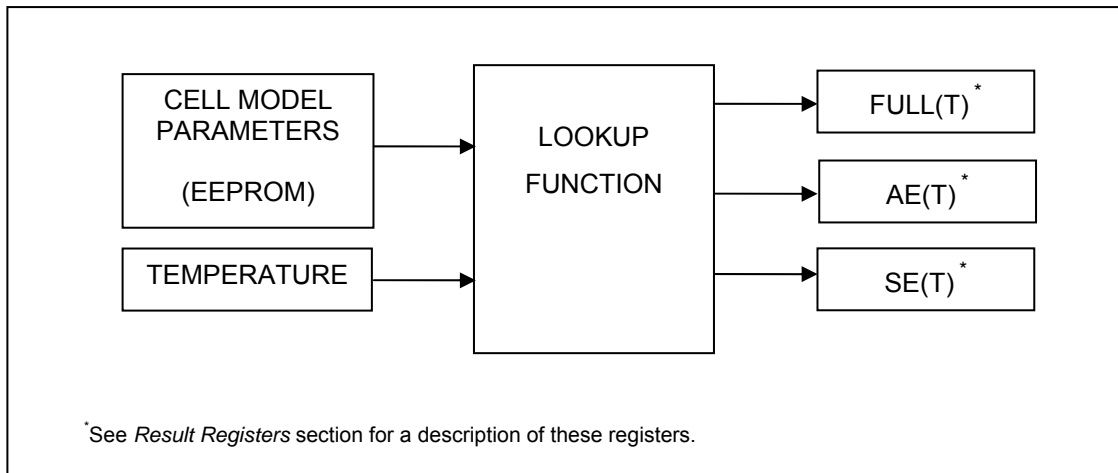 CELL MODEL
PARAMETERS
(EEPROM)
TEMPERATURE
LOOKUP
FUNCTION
FULL(T)*
AE(T)*
SE(T)*
*See Result Registers section for a description of these registers.